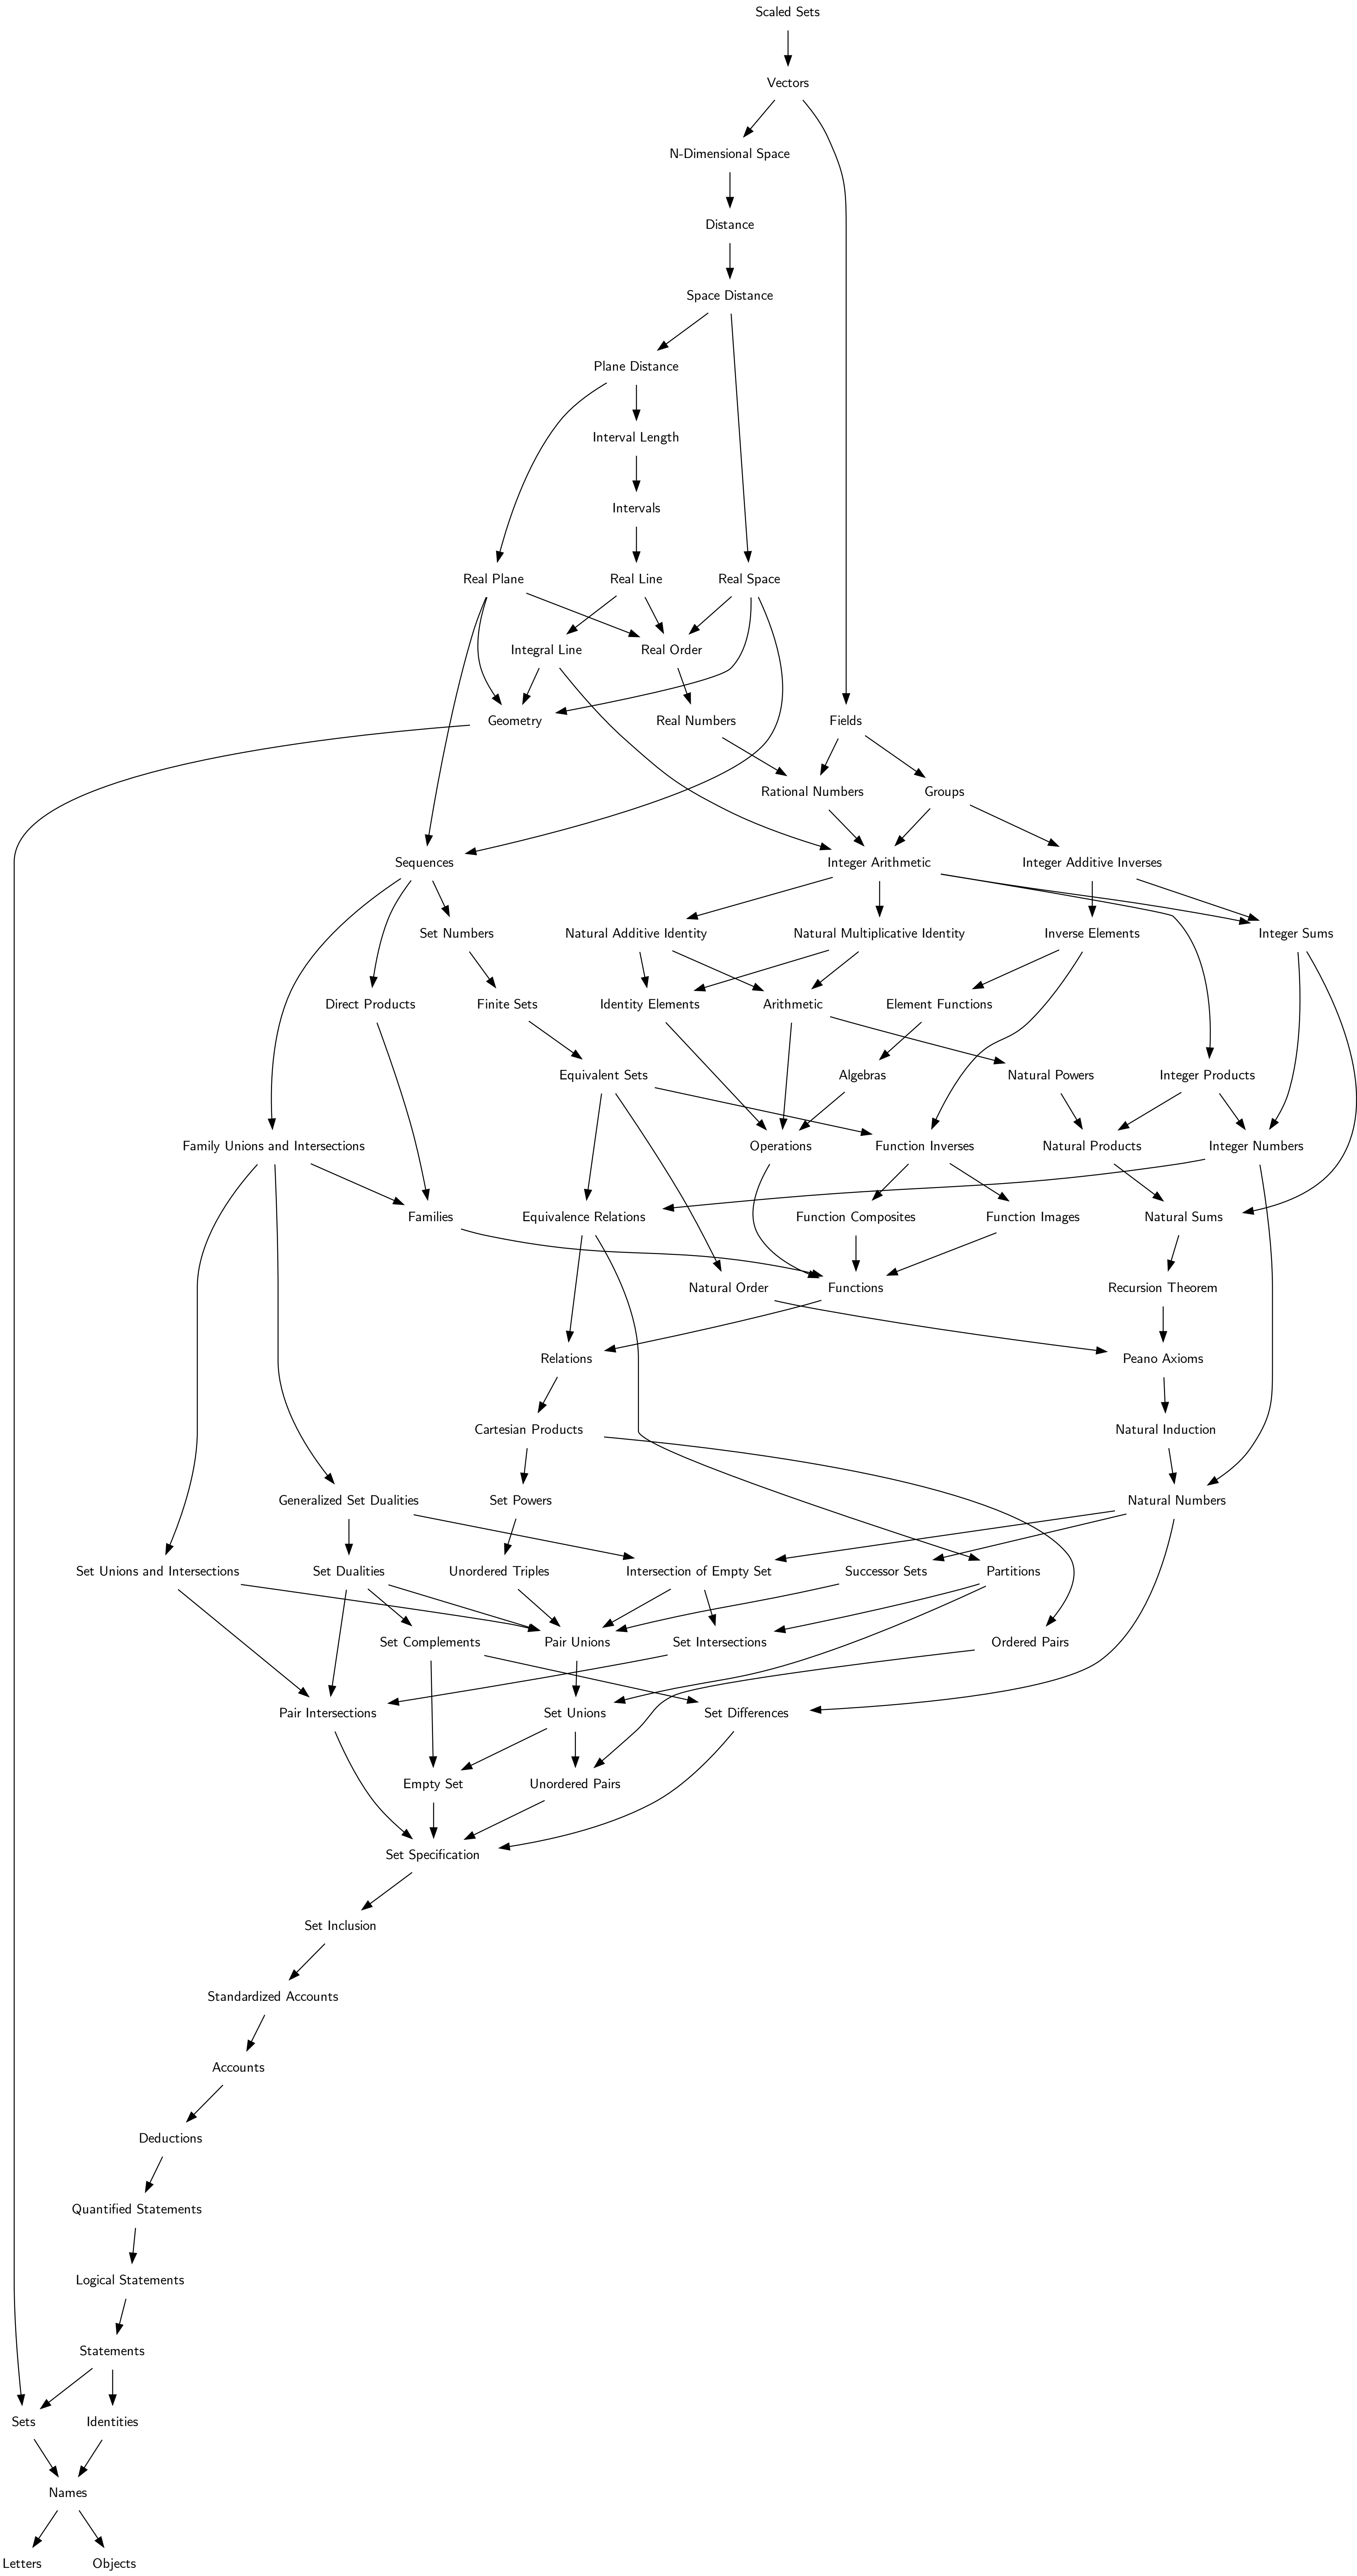 Scaled Sets
Vectors
N-Dimensional Space
Distance
Space Distance
Plane Distance
Interval Length
Intervals
Real Plane
Real Line
Real Space
Integral Line
Real Order
Geometry
Real Numbers
Fields
Rational Numbers
Groups
Sequences
Integer Arithmetic
Integer Additive Inverses
Set Numbers
Natural Additive Identity
Natural Multiplicative Identity
Inverse Elements
Integer Sums
Direct Products
Finite Sets
Identity Elements
Arithmetic
Element Functions
Equivalent Sets
Algebras
Natural Powers
Integer Products
Family Unions and Intersections
Operations
Function Inverses
Natural Products
Integer Numbers
Families
Equivalence Relations
Function Composites
Function Images
Natural Sums
Natural Order
Functions
Recursion Theorem
Relations
Peano Axioms
Cartesian Products
Natural Induction
Generalized Set Dualities
Set Powers
Natural Numbers
Set Unions and Intersections
Set Dualities
Unordered Triples
Intersection of Empty Set
Successor Sets
Partitions
Set Complements
Pair Unions
Set Intersections
Ordered Pairs
Pair Intersections
Set Unions
Set Differences
Empty Set
Unordered Pairs
Set Specification
Set Inclusion
Standardized Accounts
Accounts
Deductions
Quantified Statements
Logical Statements
Statements
Sets
Identities
Names
Letters
Objects